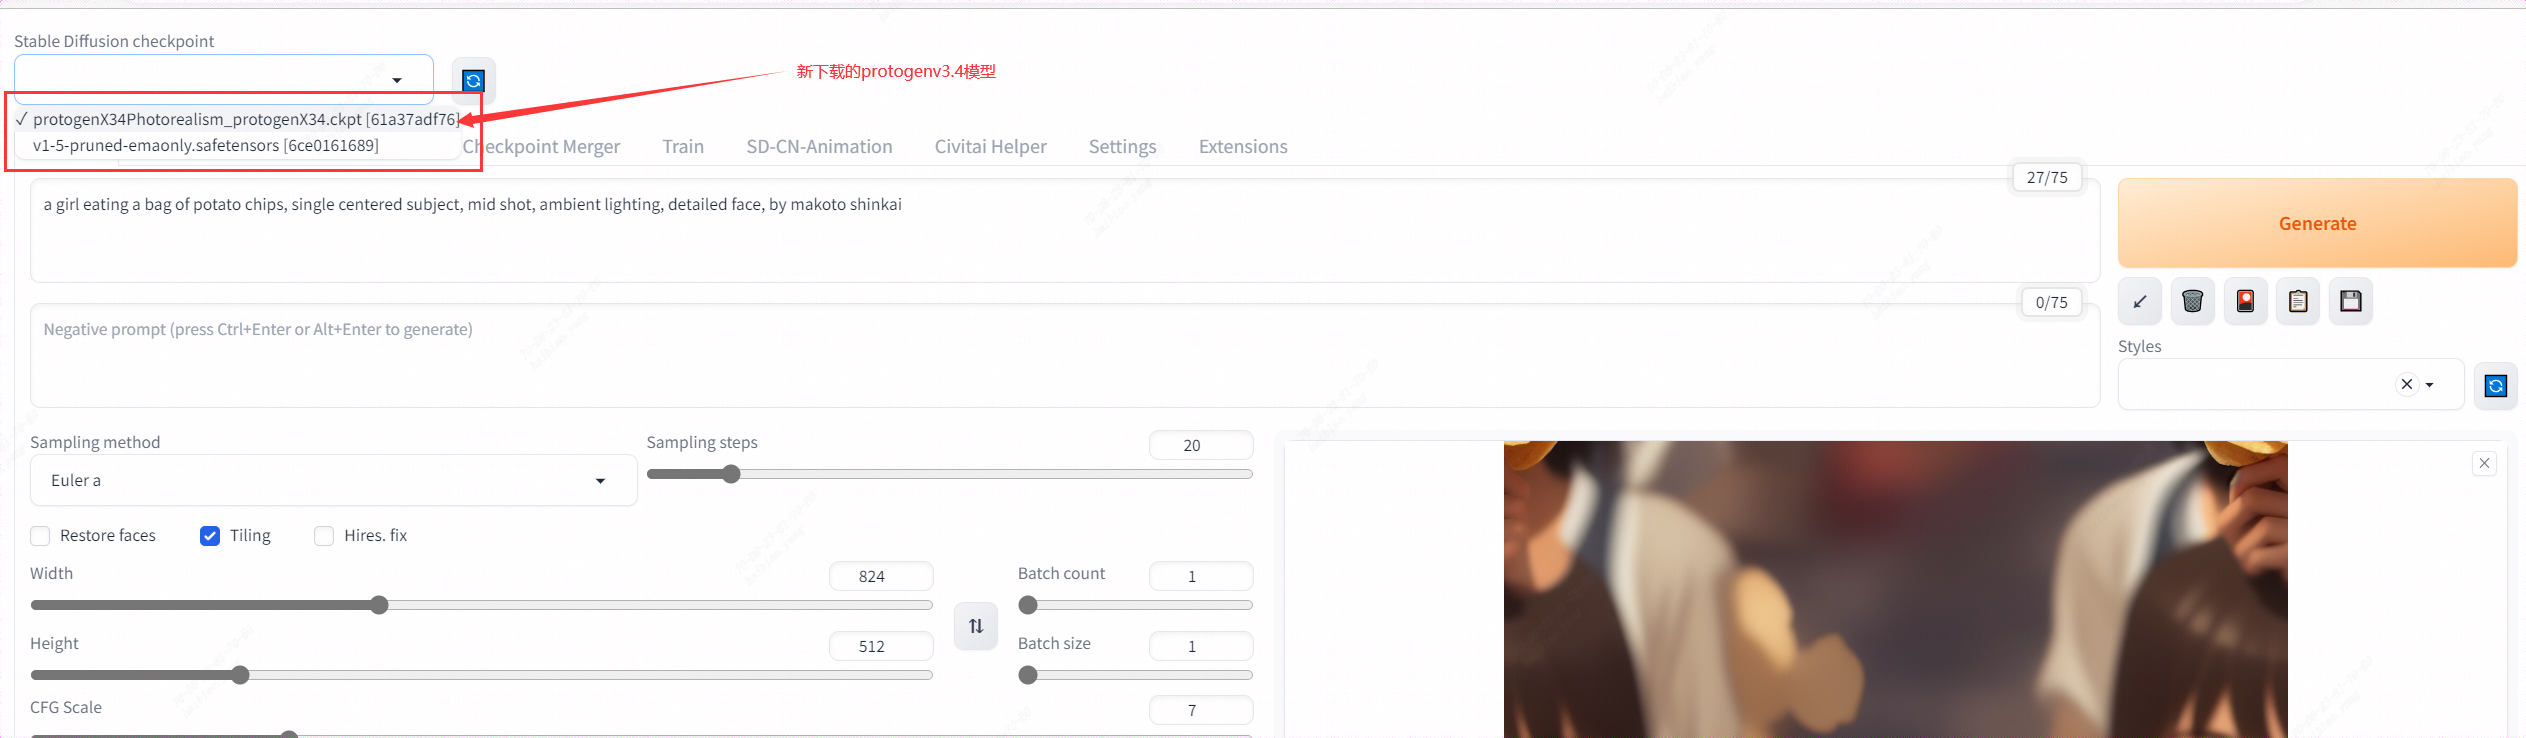 Stable Diffusion checkpoint
新下载的protogenv3.4模型
✓ protogenX34Photorealism_protogenX34.ckpt [61a37adf76]
v1-5-pruned-emaonly.safetensors [6ce0161689]
Checkpoint Merger Train SD-CN-Animation Civitai Helper Settings Extensions
27/75
a girl eating a bag of potato chips, single centered subject, mid shot, ambient lighting, detailed face, by makoto shinkai
Generate
0/75
Negative prompt (press Ctrl+Enter or Alt+Enter to generate)
Styles
Sampling method
Euler a
Sampling steps
20
Restore faces
Tiling
Hires. fix
Width
824
Batch count
1
Height
512
Batch size
1
CFG Scale
7